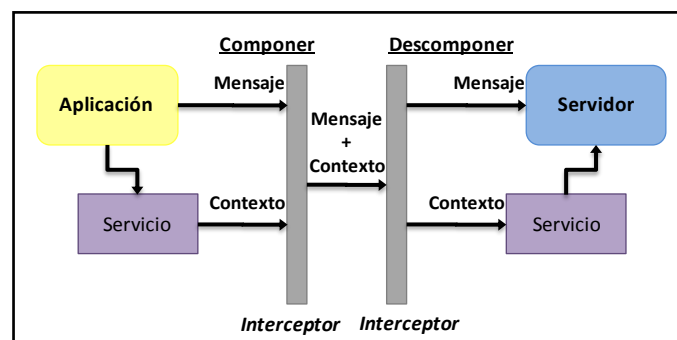 Componer
Descomponer
Mensaje
Mensaje
Aplicación
Mensaje
+
Contexto
Servidor
Contexto
Contexto
Servicio
Servicio
Interceptor
Interceptor